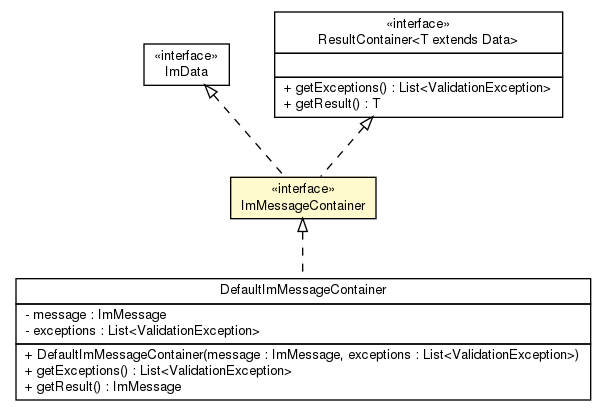 «interface»
ImData
«interface»
ResultContainer<T extends Data>
+ getExceptions() : List<ValidationException>
+ getResult() : T
«interface»
ImMessageContainer
DefaultImMessageContainer
- message : ImMessage
- exceptions : List<ValidationException>
+ DefaultImMessageContainer(message : ImMessage, exceptions : List<ValidationException>)
+ getExceptions() : List<ValidationException>
+ getResult() : ImMessage